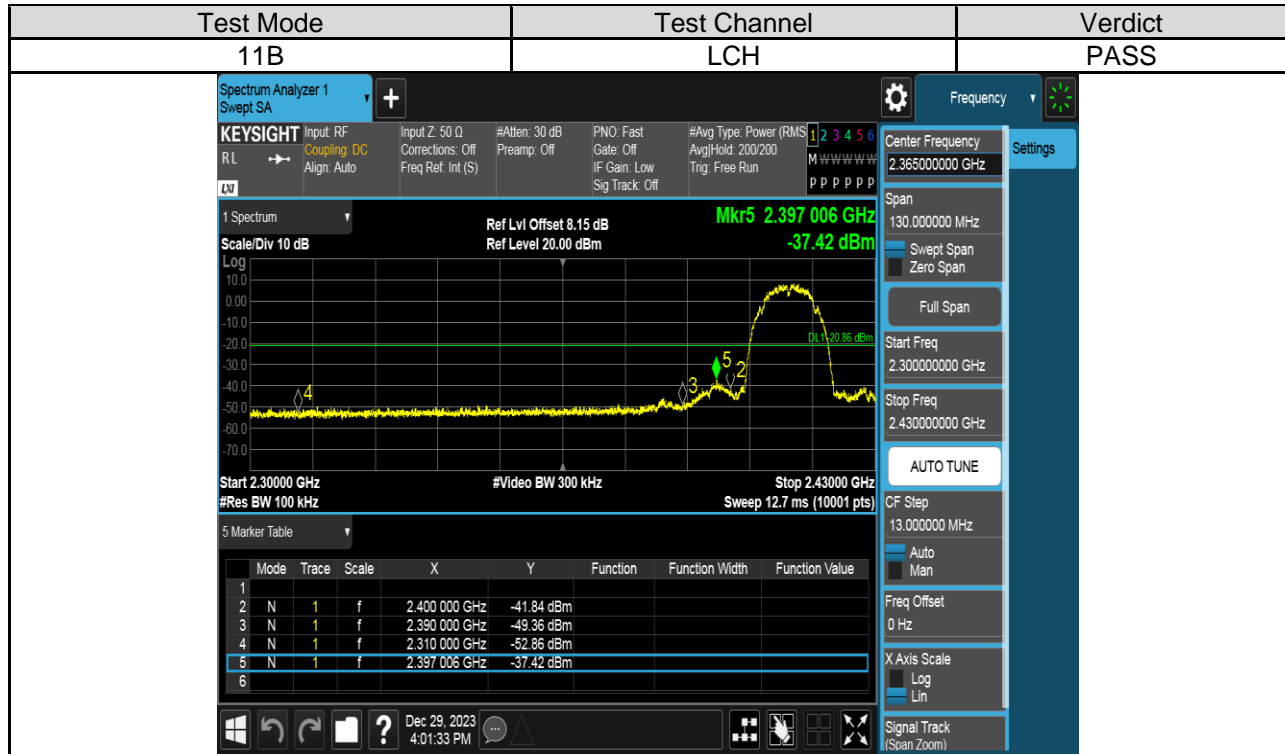 Test Mode Test Channel Verdict
11B LCH PASS
Spectrum Analyzer 1
Swept SA
+
Frequency
KEYSIGHT
RL
LXI
Input: RF
Coupling: DC
Align: Auto
Input Z: 50 Ω
Corrections: Off
Freq Ref: Int (S)
#Atten: 30 dB
Preamp: Off
PNO: Fast
Gate: Off
IF Gain: Low
Sig Track: Off
#Avg Type: Power (RMS
Avg|Hold: 200/200
Trig: Free Run
1 2 3 4 5 6
M W W W W W
P P P P P P
1 Spectrum
Scale/Div 10 dB
Ref Lvl Offset 8.15 dB
Ref Level 20.00 dBm
Mkr5 2.397 006 GHz
-37.42 dBm
Log
10.0
0.00
-10.0
-20.0
-30.0
-40.0
-50.0
-60.0
-70.0
DL1 -20.86 dBm
4
3
5
2
Start 2.30000 GHz #Video BW 300 kHz Stop 2.43000 GHz
#Res BW 100 kHz Sweep 12.7 ms (10001 pts)
5 Marker Table
Mode Trace Scale X Y Function Function Width Function Value
1
2 N 1 f 2.400 000 GHz -41.84 dBm
3 N 1 f 2.390 000 GHz -49.36 dBm
4 N 1 f 2.310 000 GHz -52.86 dBm
5 N 1 f 2.397 006 GHz -37.42 dBm
6
?
Dec 29, 2023
4:01:33 PM
Center Frequency
2.365000000 GHz
Settings
Span
130.000000 MHz
Swept Span
Zero Span
Full Span
Start Freq
2.300000000 GHz
Stop Freq
2.430000000 GHz
AUTO TUNE
CF Step
13.000000 MHz
Auto
Man
Freq Offset
0 Hz
X Axis Scale
Log
Lin
Signal Track
(Span Zoom)